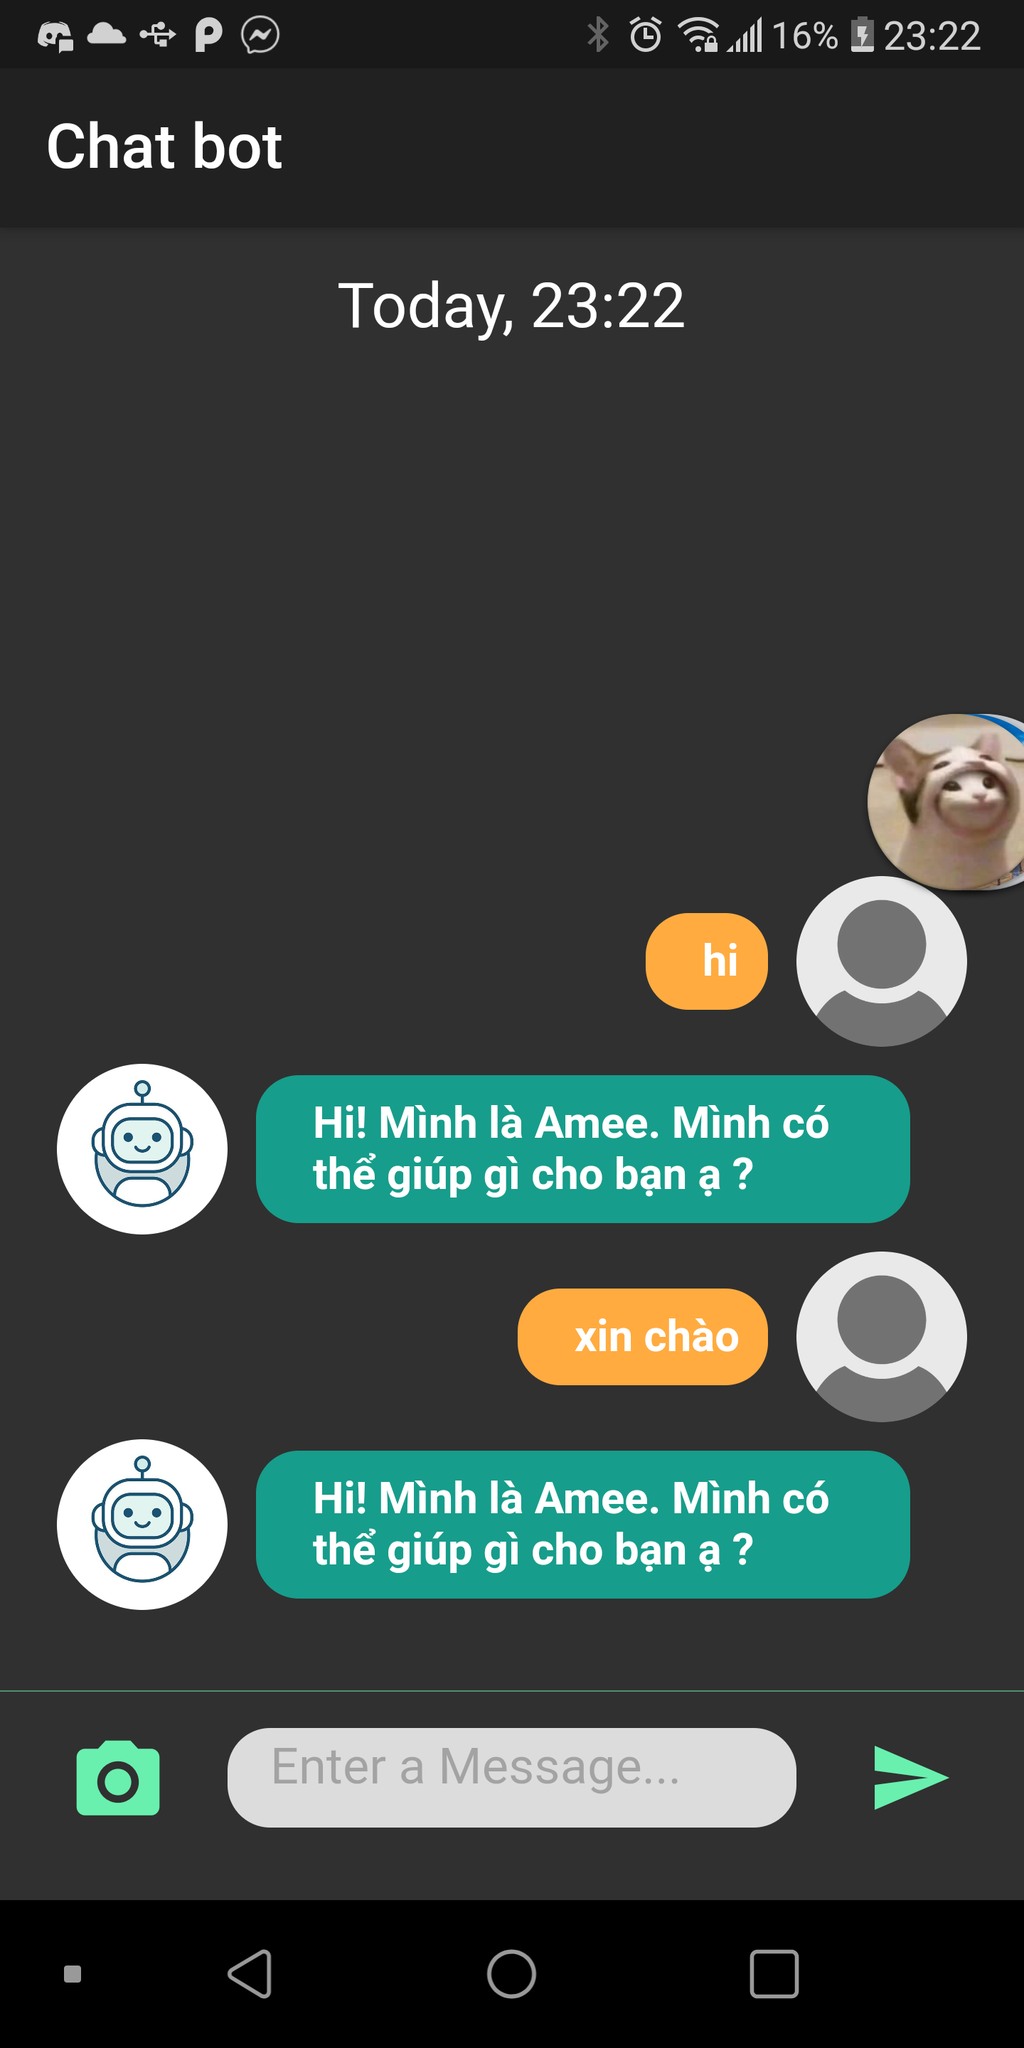 16% 23:22
Chat bot
Today, 23:22
hi
Hi! Mình là Amee. Mình có
thể giúp gì cho bạn ạ ?
xin chào
Hi! Mình là Amee. Mình có
thể giúp gì cho bạn ạ ?
Enter a Message...